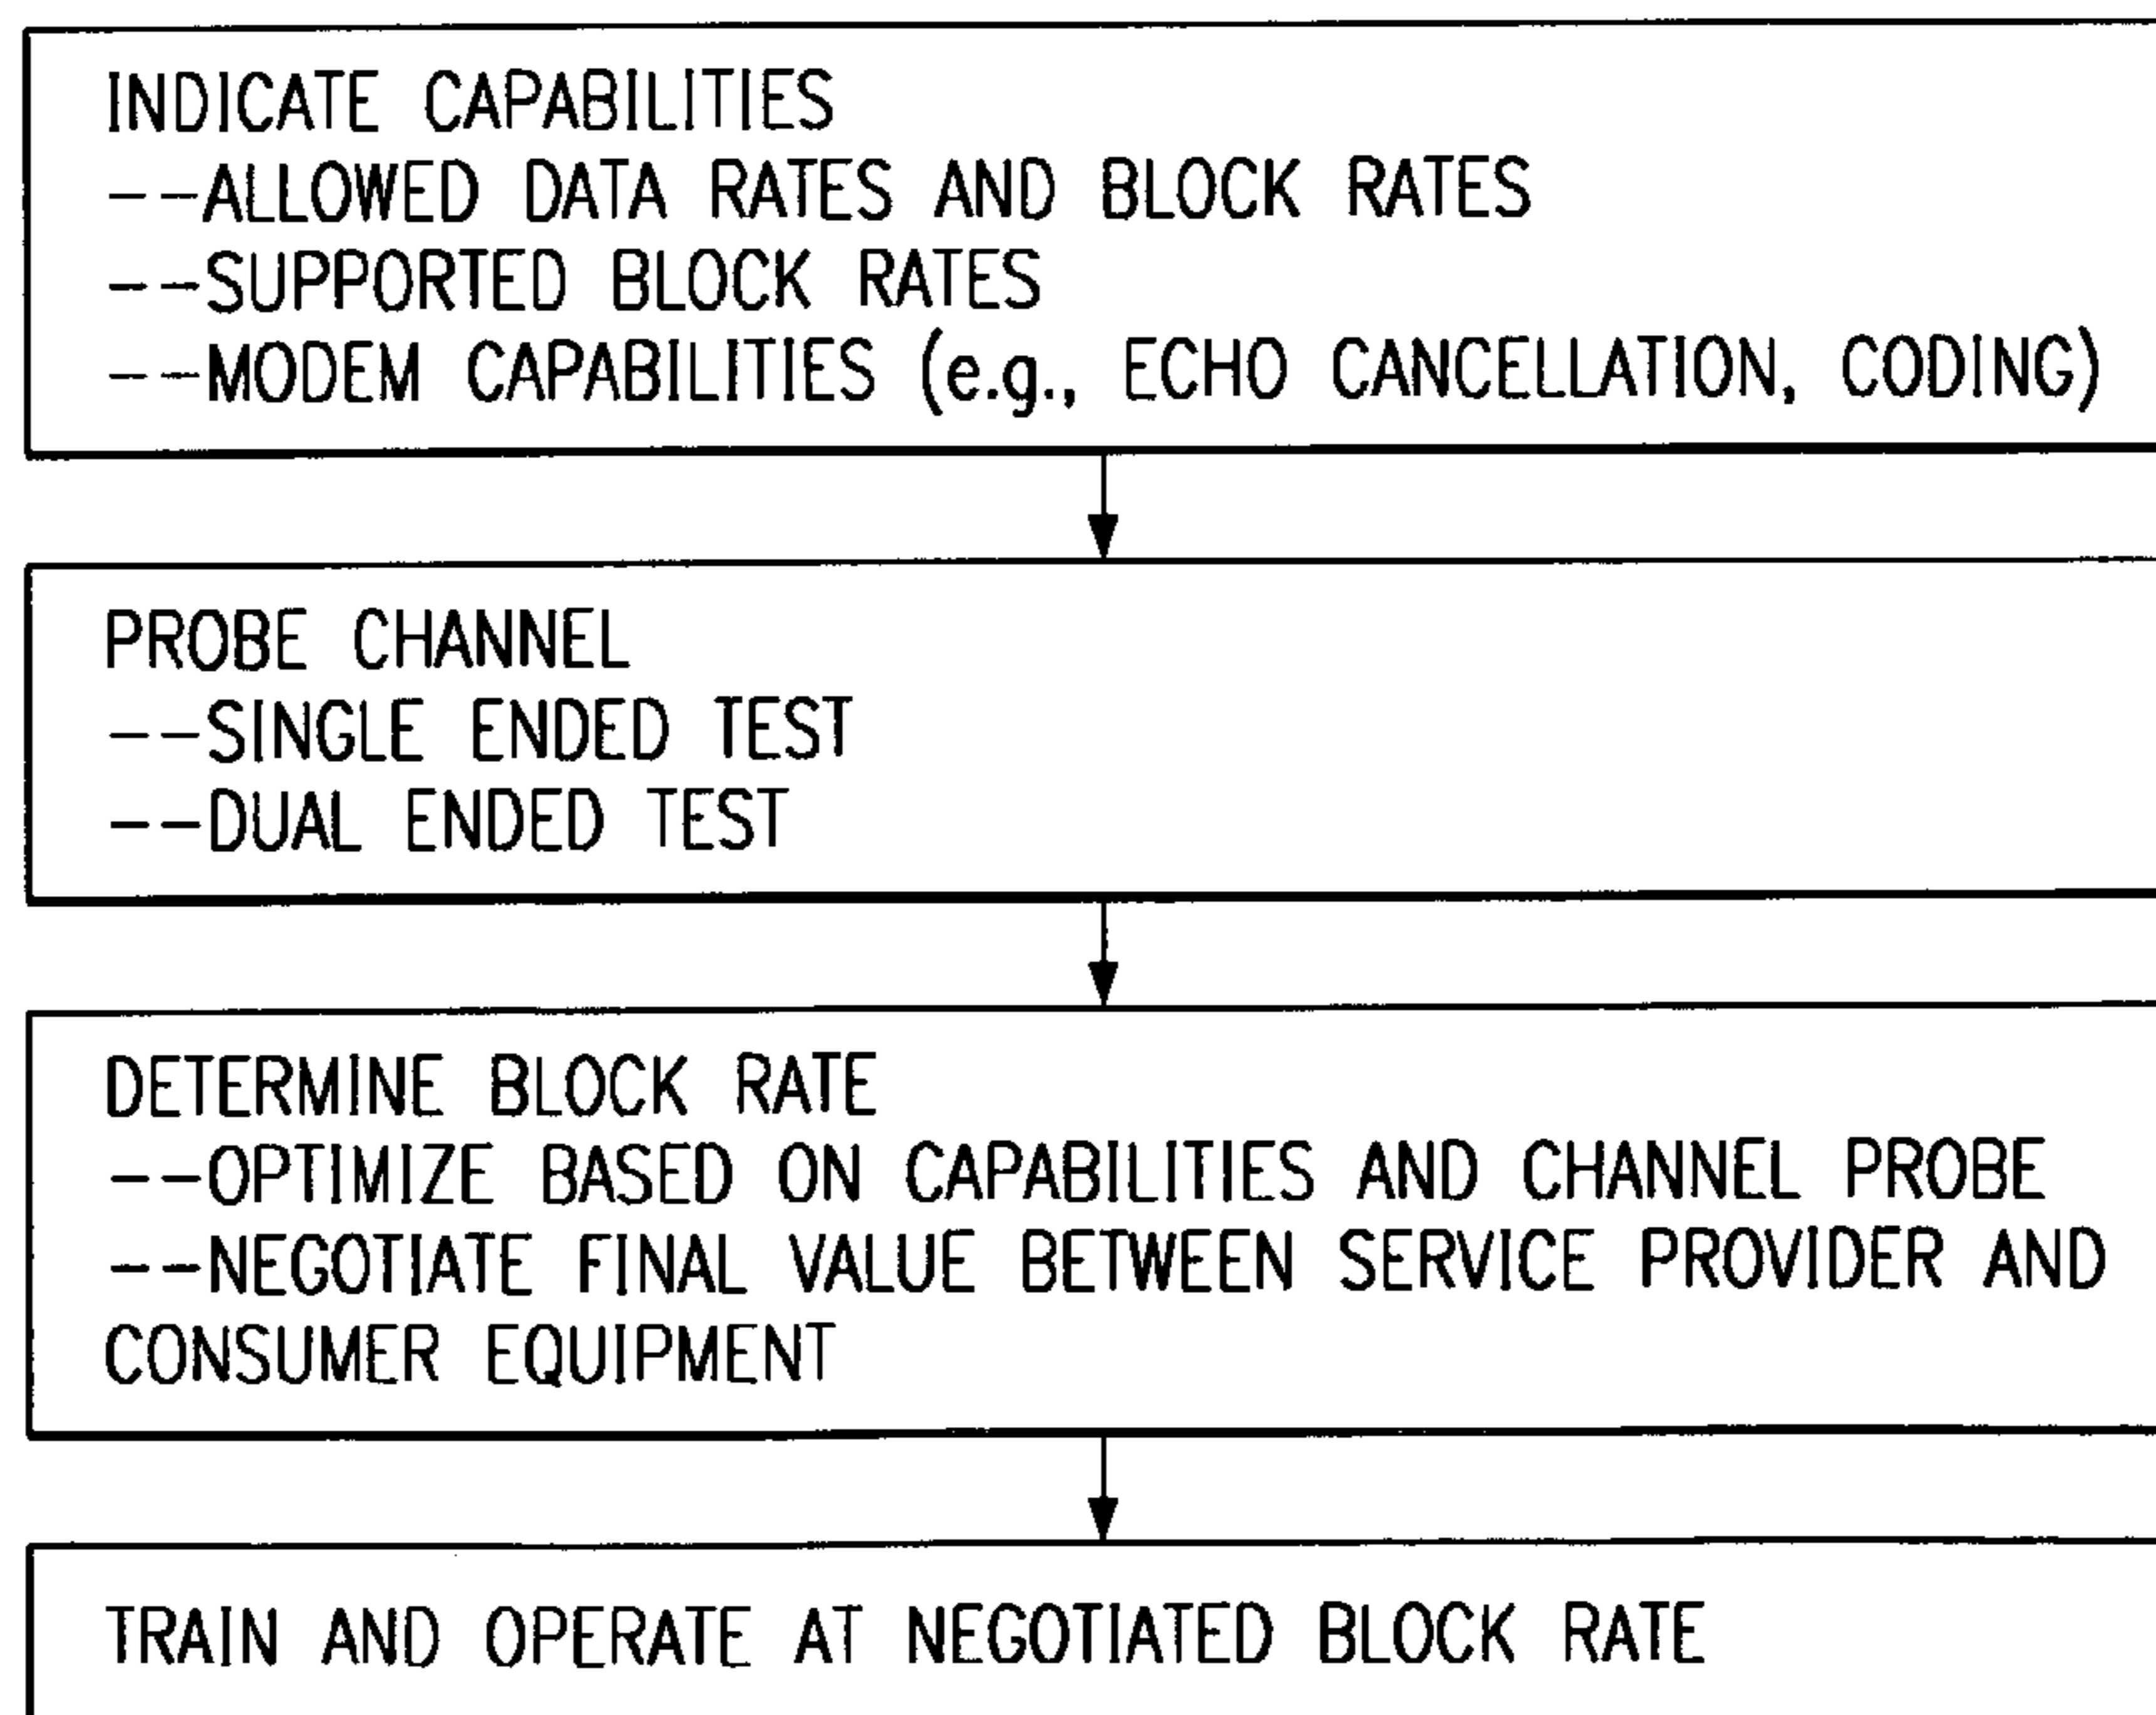 INDICATE CAPABILITIES
--ALLOWED DATA RATES AND BLOCK RATES
--SUPPORTED BLOCK RATES
--MODEM CAPABILITIES (e.g., ECHO CANCELLATION, CODING)
PROBE CHANNEL
--SINGLE ENDED TEST
--DUAL ENDED TEST
DETERMINE BLOCK RATE
--OPTIMIZE BASED ON CAPABILITIES AND CHANNEL PROBE
--NEGOTIATE FINAL VALUE BETWEEN SERVICE PROVIDER AND
CONSUMER EQUIPMENT
TRAIN AND OPERATE AT NEGOTIATED BLOCK RATE